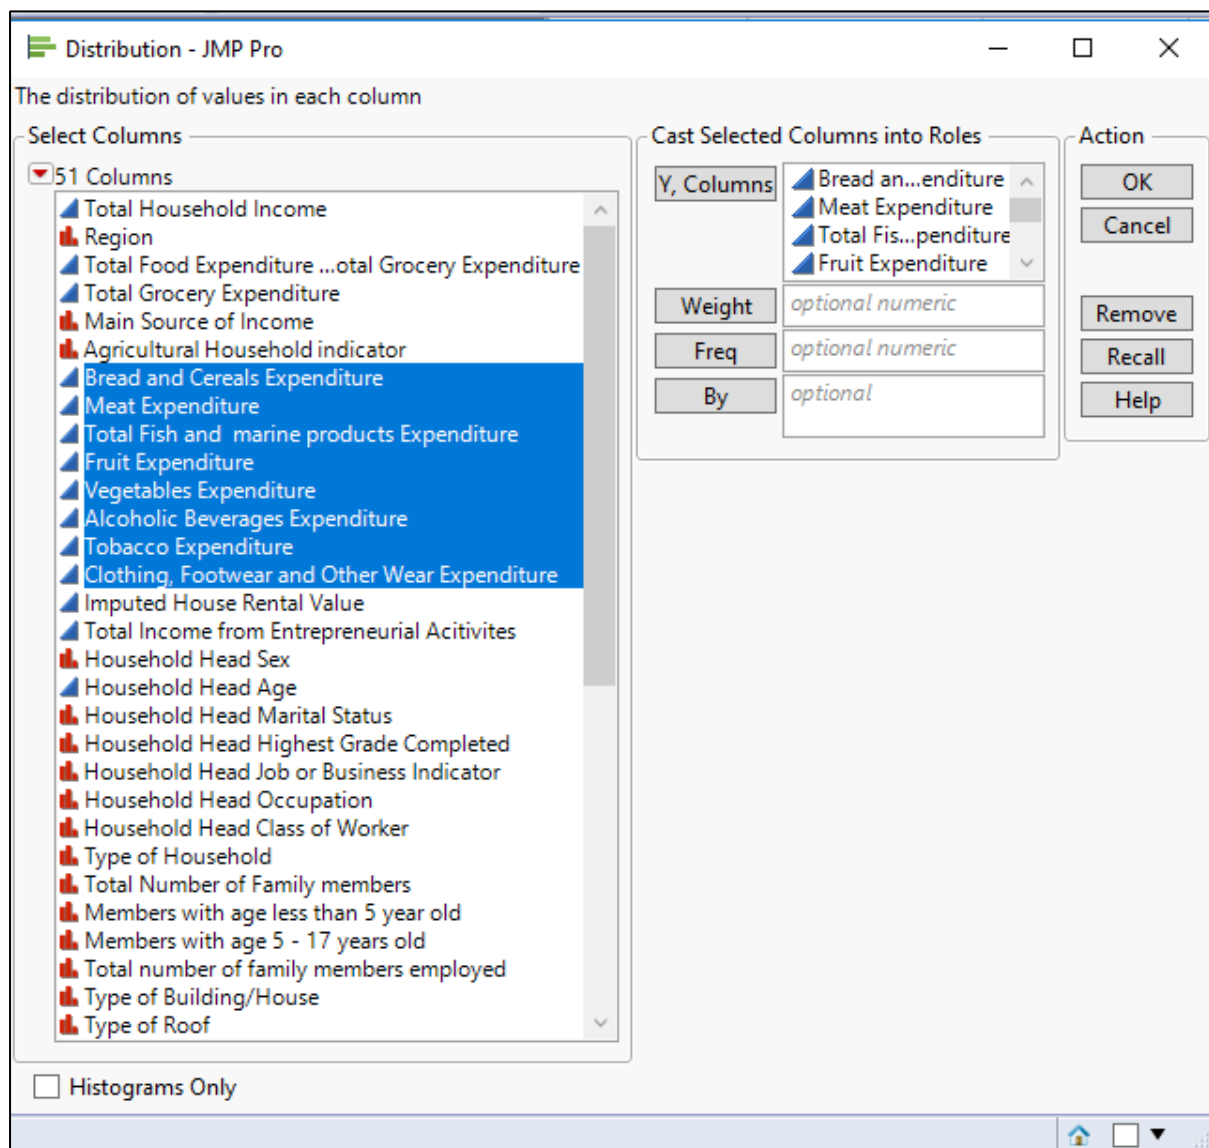 Distribution - JMP Pro
The distribution of values in each column
Select Columns
51 Columns
Total Household Income
Region
Total Food Expenditure ...otal Grocery Expenditure
Total Grocery Expenditure
Main Source of Income
Agricultural Household indicator
Bread and Cereals Expenditure
Meat Expenditure
Total Fish and  marine products Expenditure
Fruit Expenditure
Vegetables Expenditure
Alcoholic Beverages Expenditure
Tobacco Expenditure
Clothing, Footwear and Other Wear Expenditure
Imputed House Rental Value
Total Income from Entrepreneurial Acitivites
Household Head Sex
Household Head Age
Household Head Marital Status
Household Head Highest Grade Completed
Household Head Job or Business Indicator
Household Head Occupation
Household Head Class of Worker
Type of Household
Total Number of Family members
Members with age less than 5 year old
Members with age 5 - 17 years old
Total number of family members employed
Type of Building/House
Type of Roof
Histograms Only
Cast Selected Columns into Roles
Y, Columns
Bread an...enditure
Meat Expenditure
Total Fis...penditure
Fruit Expenditure
Weight
optional numeric
Freq
optional numeric
By
optional
Action
OK
Cancel
Remove
Recall
Help